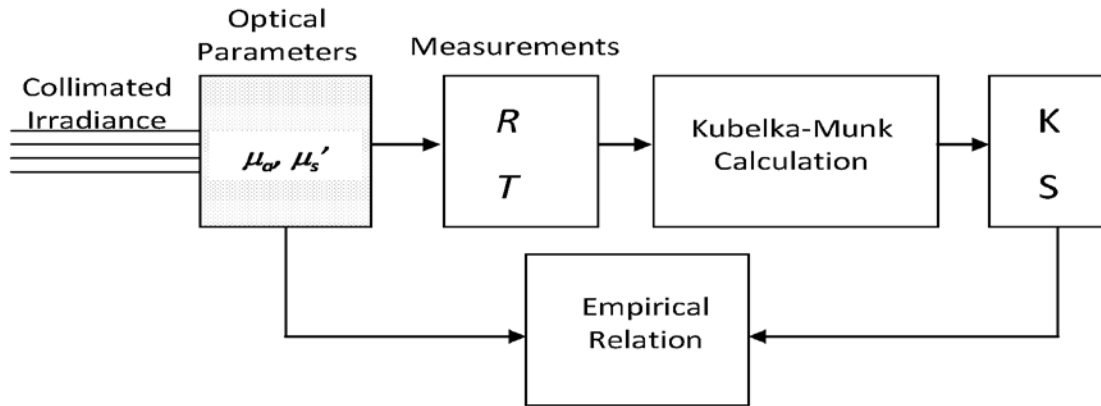 Optical
Parameters
Measurements
Collimated
Irradiance
μa, μs'
R
T
Kubelka-Munk
Calculation
K
S
Empirical
Relation